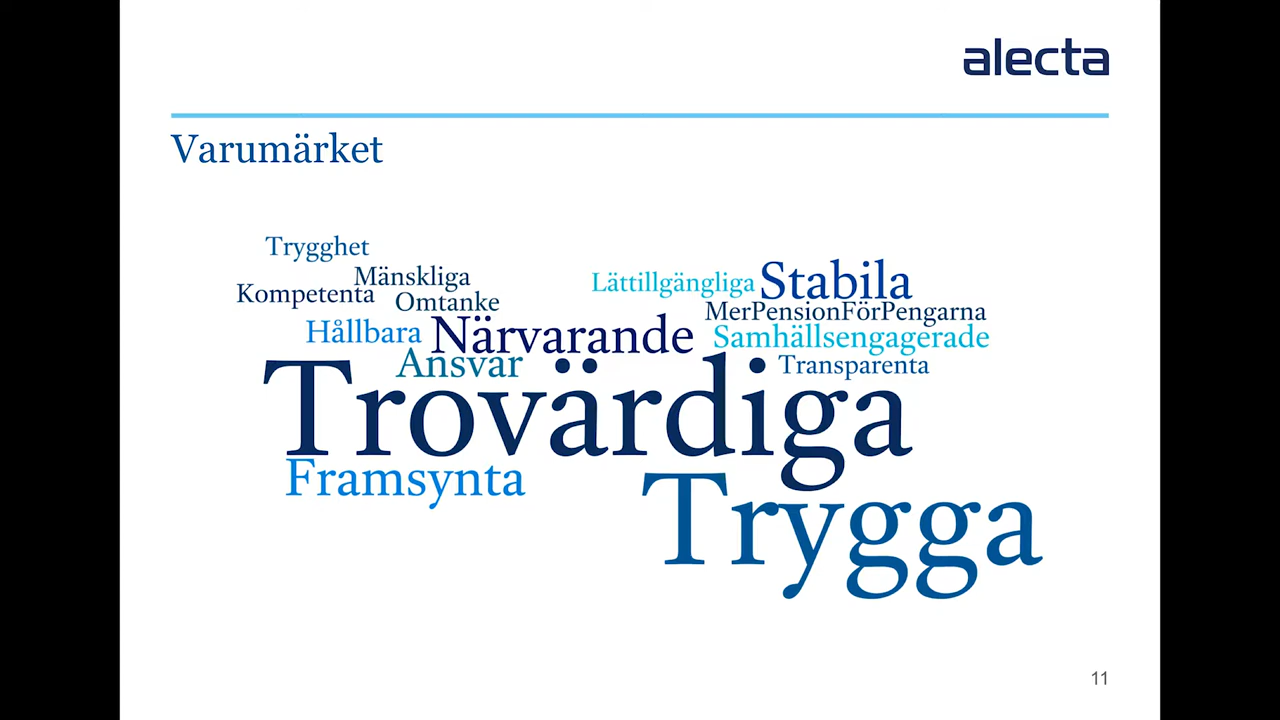 alecta
Varumärket
Trygghet
Mänskliga
Kompetenta
Omtanke
Lättillgängliga
Stabila
MerPensionFörPengarna
Hållbara
Närvarande
Samhällsengagerade
Ansvar
Transparenta
Trovärdiga
Framsynta
Trygga
11